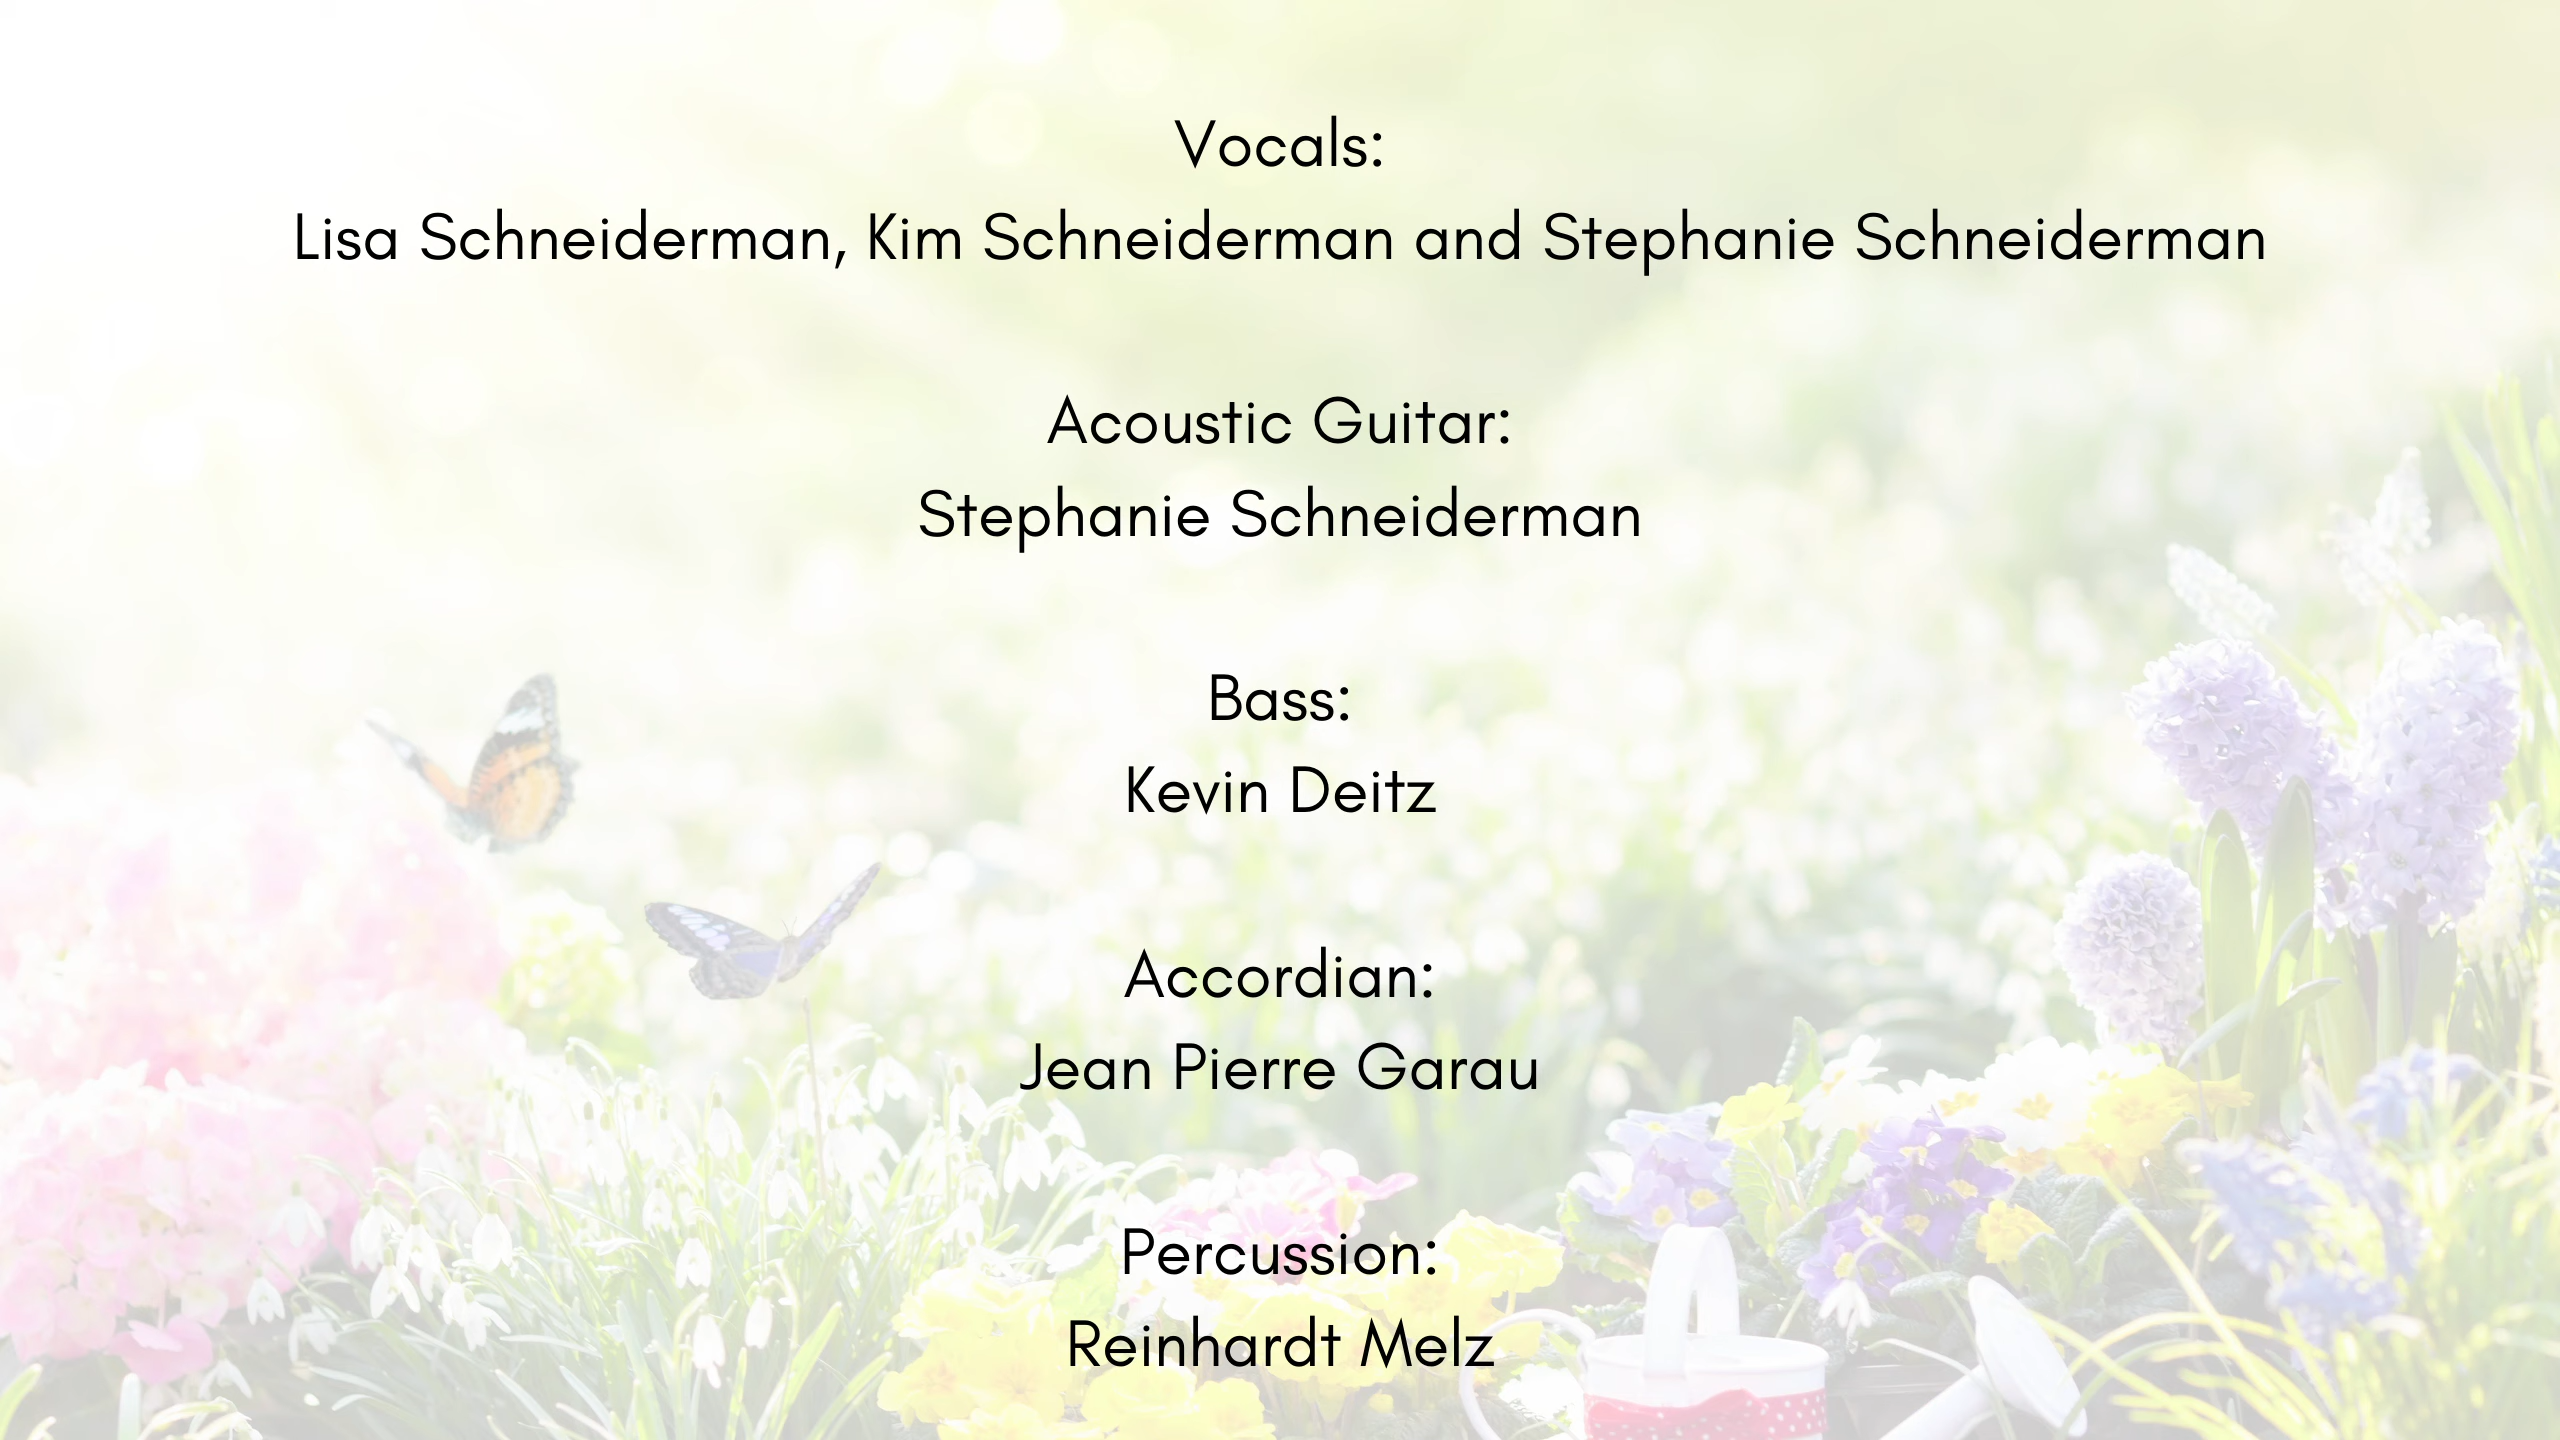 Vocals:
Lisa Schneiderman, Kim Schneiderman and Stephanie Schneiderman
Acoustic Guitar:
Stephanie Schneiderman
Bass:
Kevin Deitz
Accordian:
Jean Pierre Garau
Percussion:
Reinhardt Melz